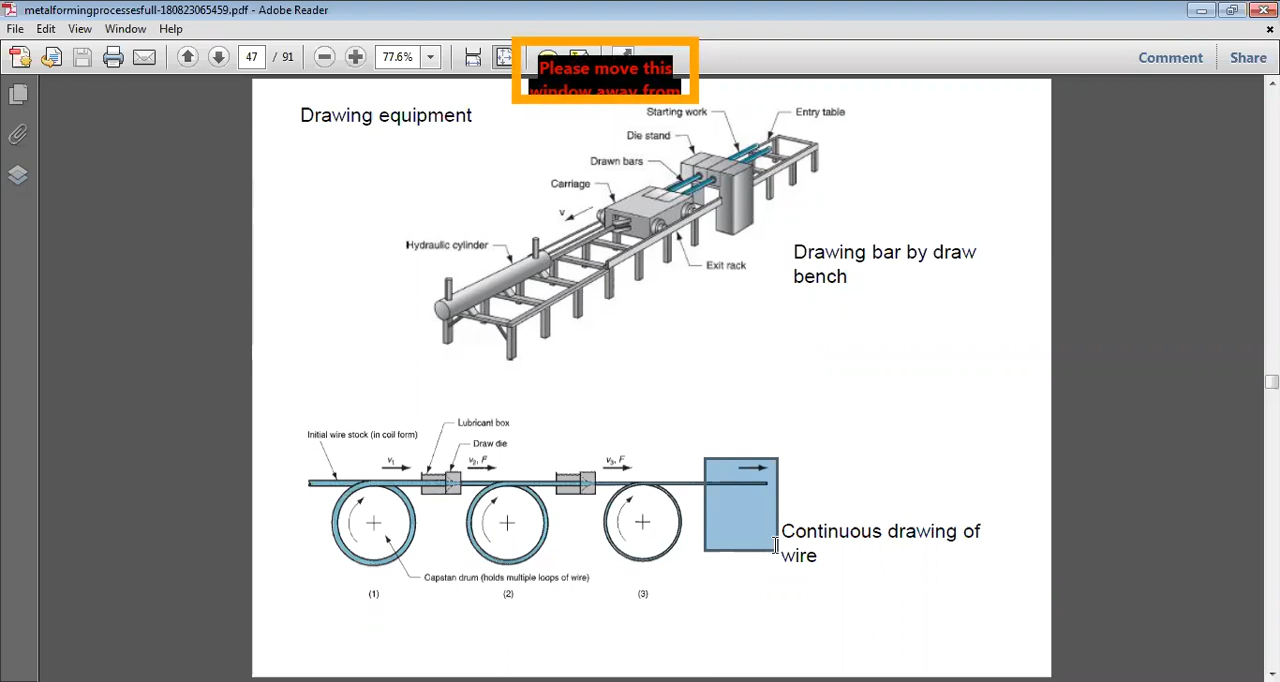 metalformingprocessesfull-180823065459.pdf - Adobe Reader
File Edit View Window Help
47 / 91 77.6% Comment Share
Please move this
window away from
Drawing equipment
Starting work
Entry table
Die stand
Drawn bars
Carriage
v
Hydraulic cylinder
Exit rack
Drawing bar by draw
bench
Lubricant box
Initial wire stock (in coil form)
Draw die
v₁ v₂, F v₃, F
Continuous drawing of
wire
Capstan drum (holds multiple loops of wire)
(1) (2) (3)